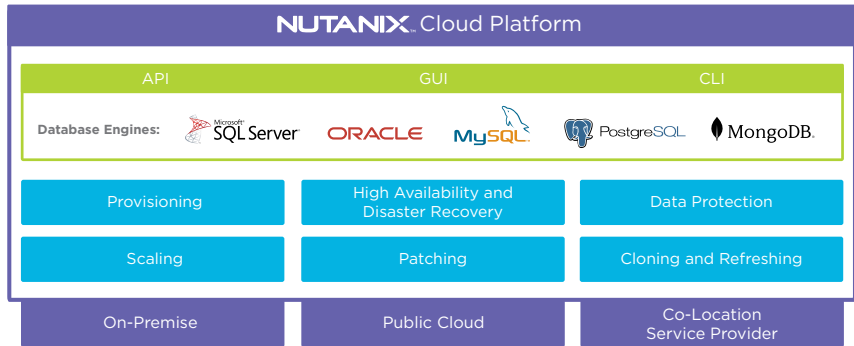 NUTANIX™ Cloud Platform
API GUI CLI
Database Engines: Microsoft® SQL Server® ORACLE MySQL® PostgreSQL MongoDB®
Provisioning
High Availability and
Disaster Recovery
Data Protection
Scaling
Patching
Cloning and Refreshing
On-Premise
Public Cloud
Co-Location
Service Provider